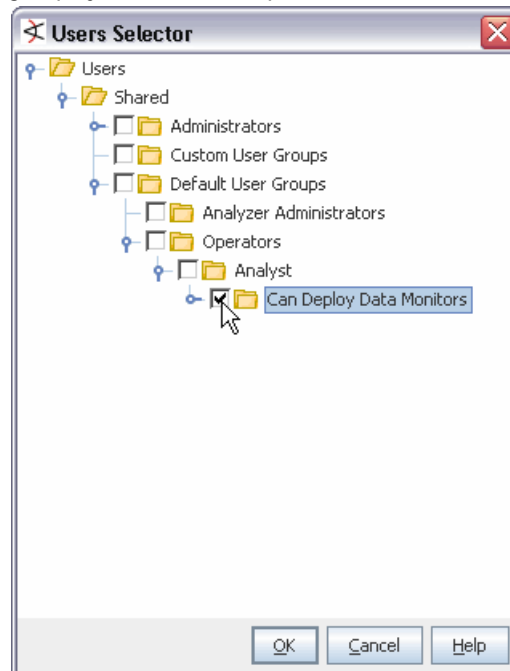 Users Selector
Users
Shared
Administrators
Custom User Groups
Default User Groups
Analyzer Administrators
Operators
Analyst
Can Deploy Data Monitors
OK Cancel Help